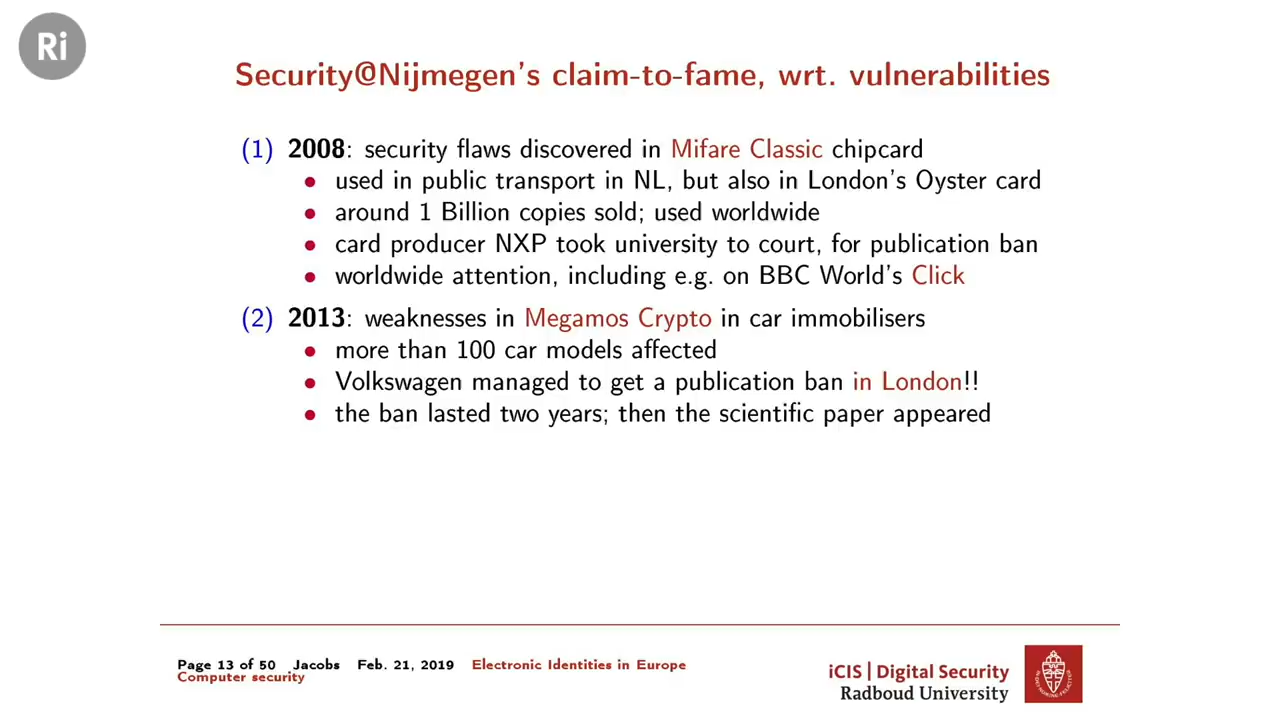 Ri
Security@Nijmegen's claim-to-fame, wrt. vulnerabilities
(1) 2008: security flaws discovered in Mifare Classic chipcard
• used in public transport in NL, but also in London's Oyster card
• around 1 Billion copies sold; used worldwide
• card producer NXP took university to court, for publication ban
• worldwide attention, including e.g. on BBC World's Click
(2) 2013: weaknesses in Megamos Crypto in car immobilisers
• more than 100 car models affected
• Volkswagen managed to get a publication ban in London!!
• the ban lasted two years; then the scientific paper appeared
Page 13 of 50 Jacobs Feb. 21, 2019 Electronic Identities in Europe
Computer security
iCIS | Digital Security
Radboud University